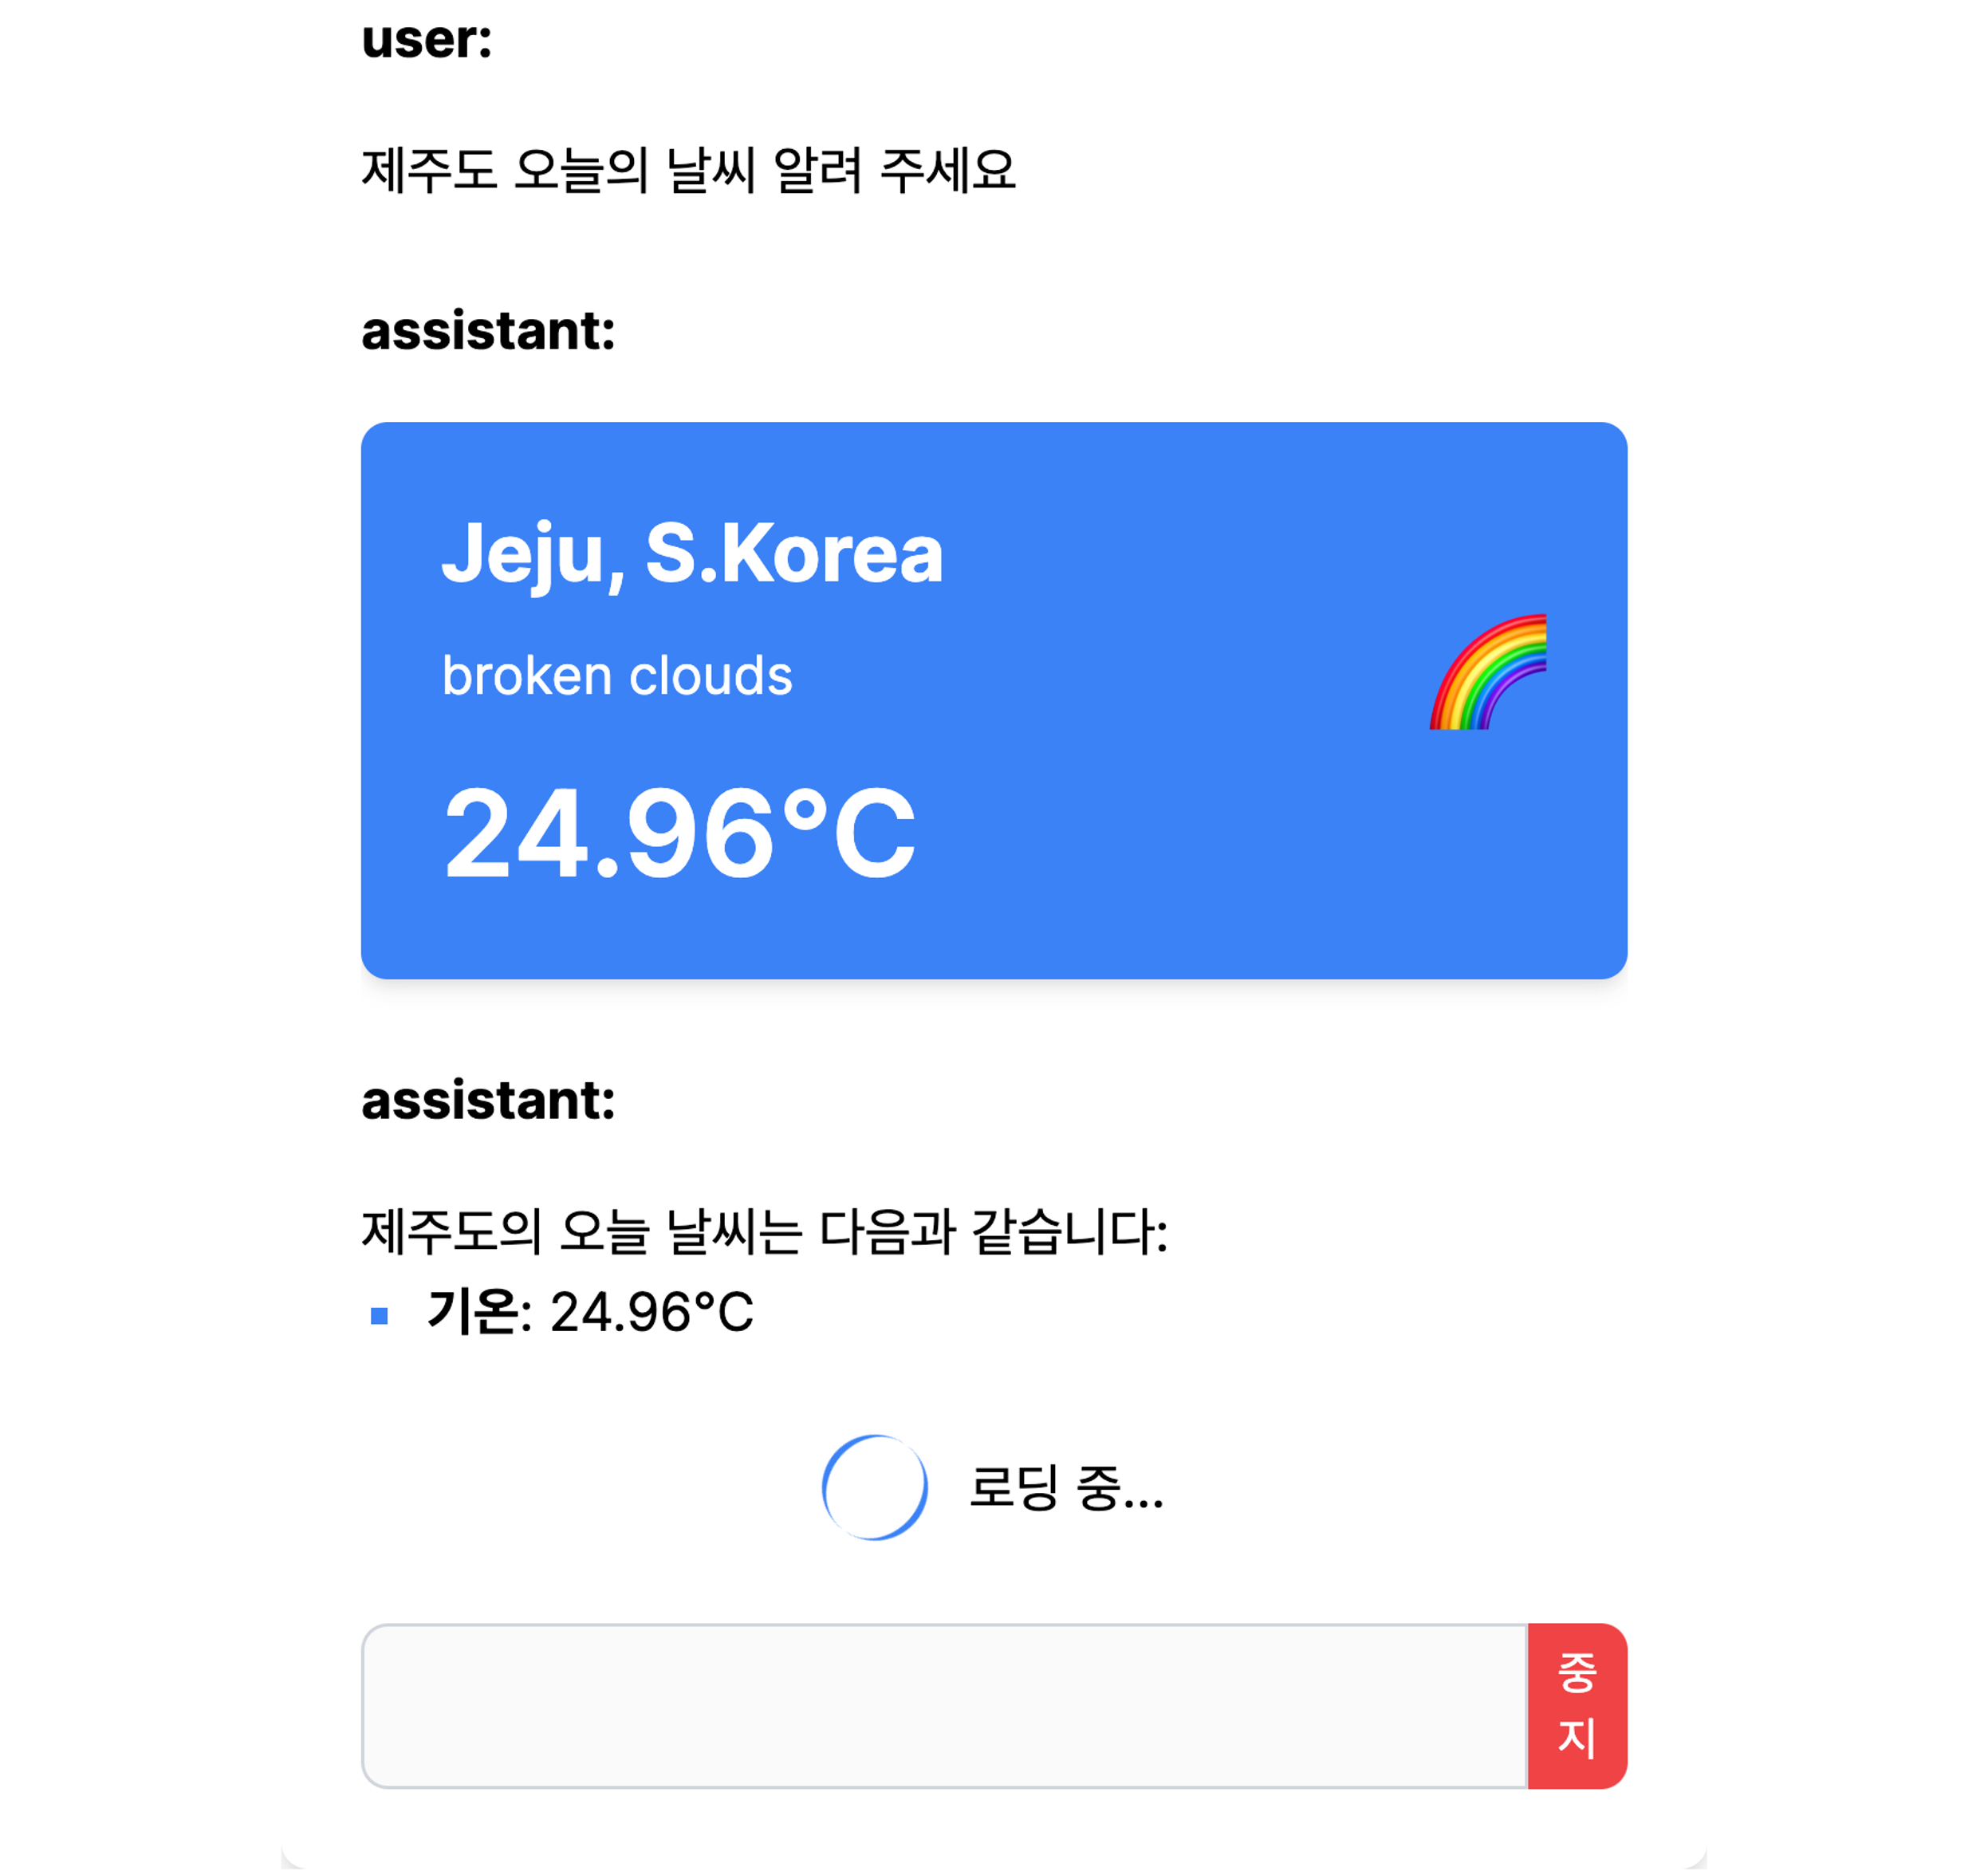 user:
제주도 오늘의 날씨 알려 주세요
assistant:
Jeju, S.Korea
broken clouds
24.96°C
assistant:
제주도의 오늘 날씨는 다음과 같습니다:
기온: 24.96°C
로딩 중...
중
지